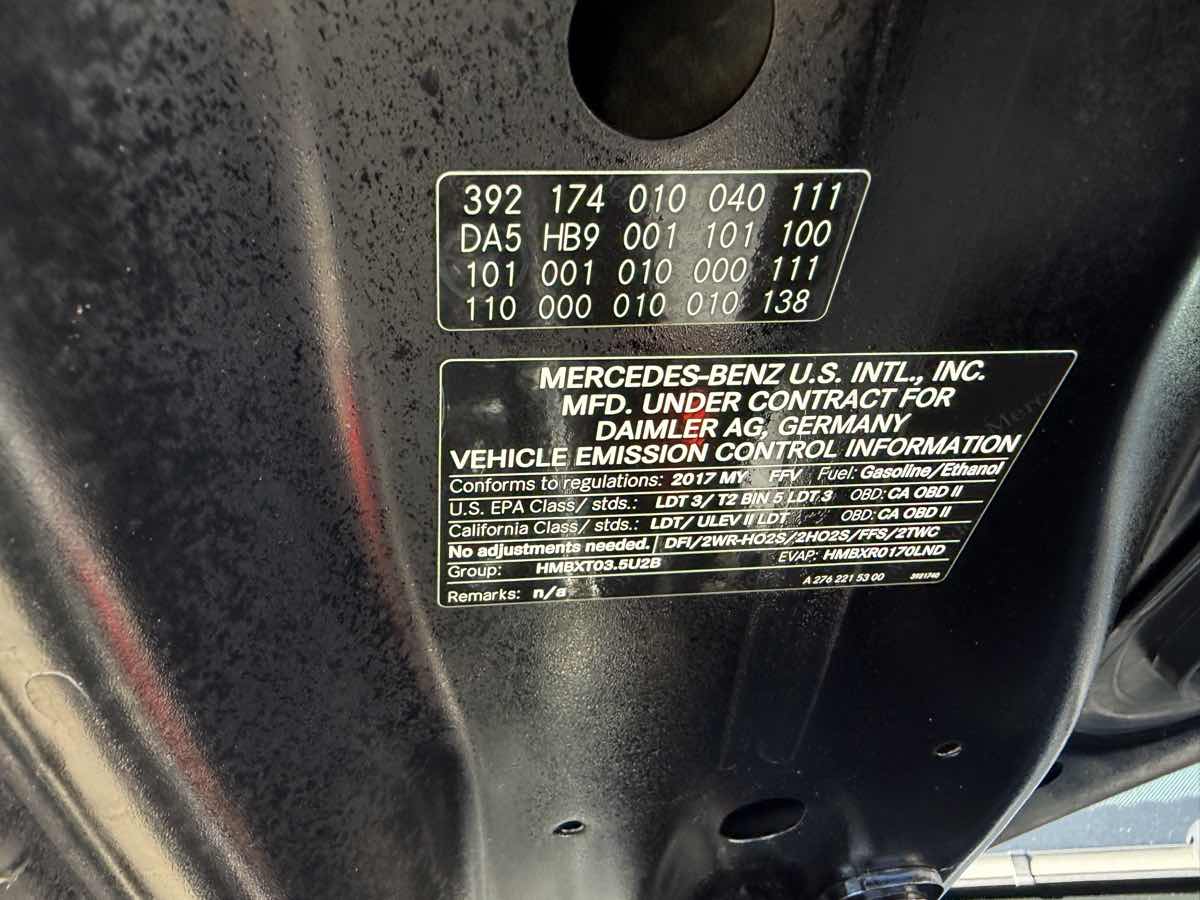 392 174 010 040 111
DA5 HB9 001 101 100
101 001 010 000 111
110 000 010 010 138
MERCEDES-BENZ U.S. INTL., INC.
MFD. UNDER CONTRACT FOR
DAIMLER AG, GERMANY
VEHICLE EMISSION CONTROL INFORMATION
Conforms to regulations: 2017 MY FFV Fuel: Gasoline/Ethanol
U.S. EPA Class/ stds.: LDT 3/ T2 BIN 5 LDT 3 OBD: CA OBD II
California Class/ stds.: LDT/ ULEV II LDT OBD: CA OBD II
No adjustments needed. DFI/2WR-HO2S/2HO2S/FFS/2TWC
Group: HMBXT03.5U2B EVAP: HMBXR0170LND
Remarks: n/a A 276 221 53 00